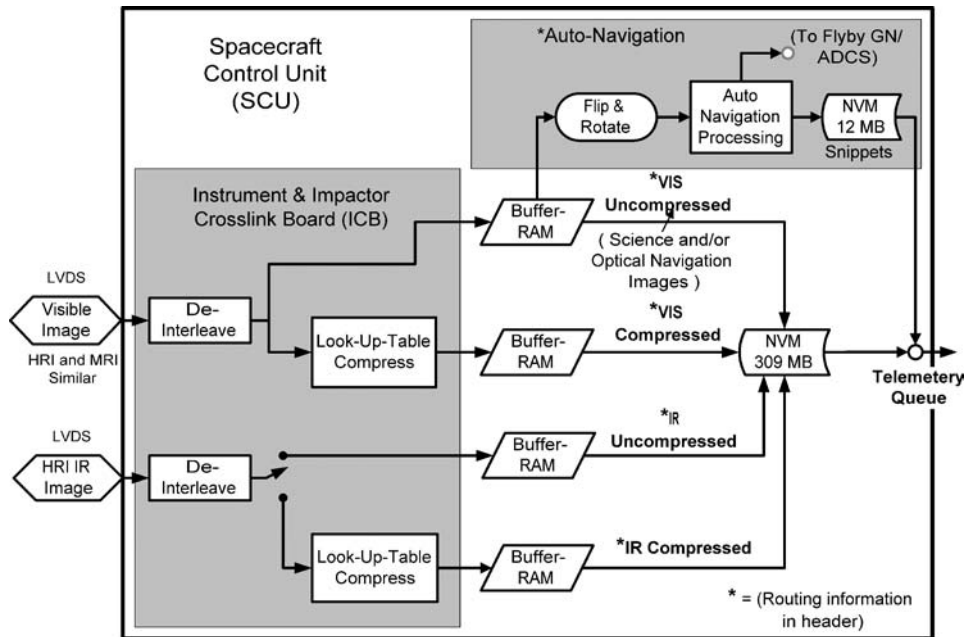 Spacecraft
Control Unit
(SCU)
*Auto-Navigation
(To Flyby GN/
ADCS)
Flip &
Rotate
Auto
Navigation
Processing
NVM
12 MB
Snippets
Instrument & Impactor
Crosslink Board (ICB)
Buffer-
RAM
*VIS
Uncompressed
( Science and/or
Optical Navigation
Images )
LVDS
Visible
Image
HRI and MRI
Similar
De-
Interleave
Look-Up-Table
Compress
Buffer-
RAM
*VIS
Compressed
NVM
309 MB
Telemetery
Queue
LVDS
HRI IR
Image
De-
Interleave
Buffer-
RAM
*IR
Uncompressed
Look-Up-Table
Compress
Buffer-
RAM
*IR Compressed
* = (Routing information
in header)